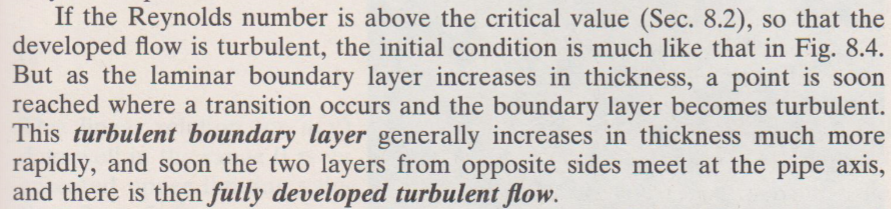 If the Reynolds number is above the critical value (Sec. 8.2), so that the
developed flow is turbulent, the initial condition is much like that in Fig. 8.4.
But as the laminar boundary layer increases in thickness, a point is soon
reached where a transition occurs and the boundary layer becomes turbulent.
This turbulent boundary layer generally increases in thickness much more
rapidly, and soon the two layers from opposite sides meet at the pipe axis,
and there is then fully developed turbulent flow.